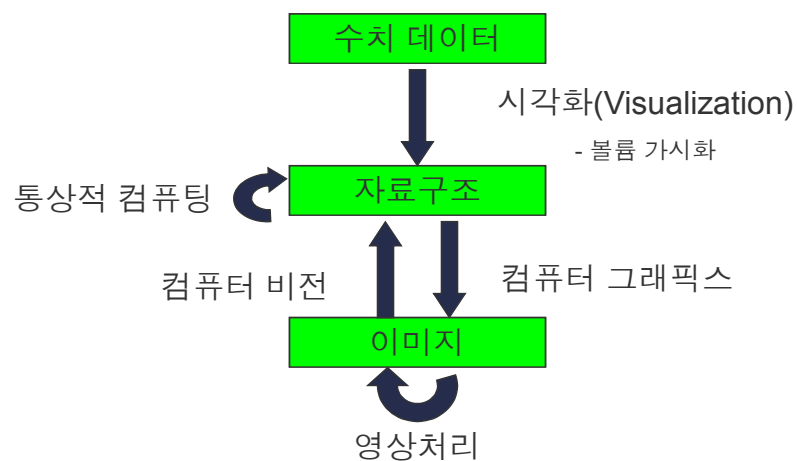 수치 데이터
시각화(Visualization)
- 볼륨 가시화
자료구조
통상적 컴퓨팅
컴퓨터 비전
컴퓨터 그래픽스
이미지
영상처리